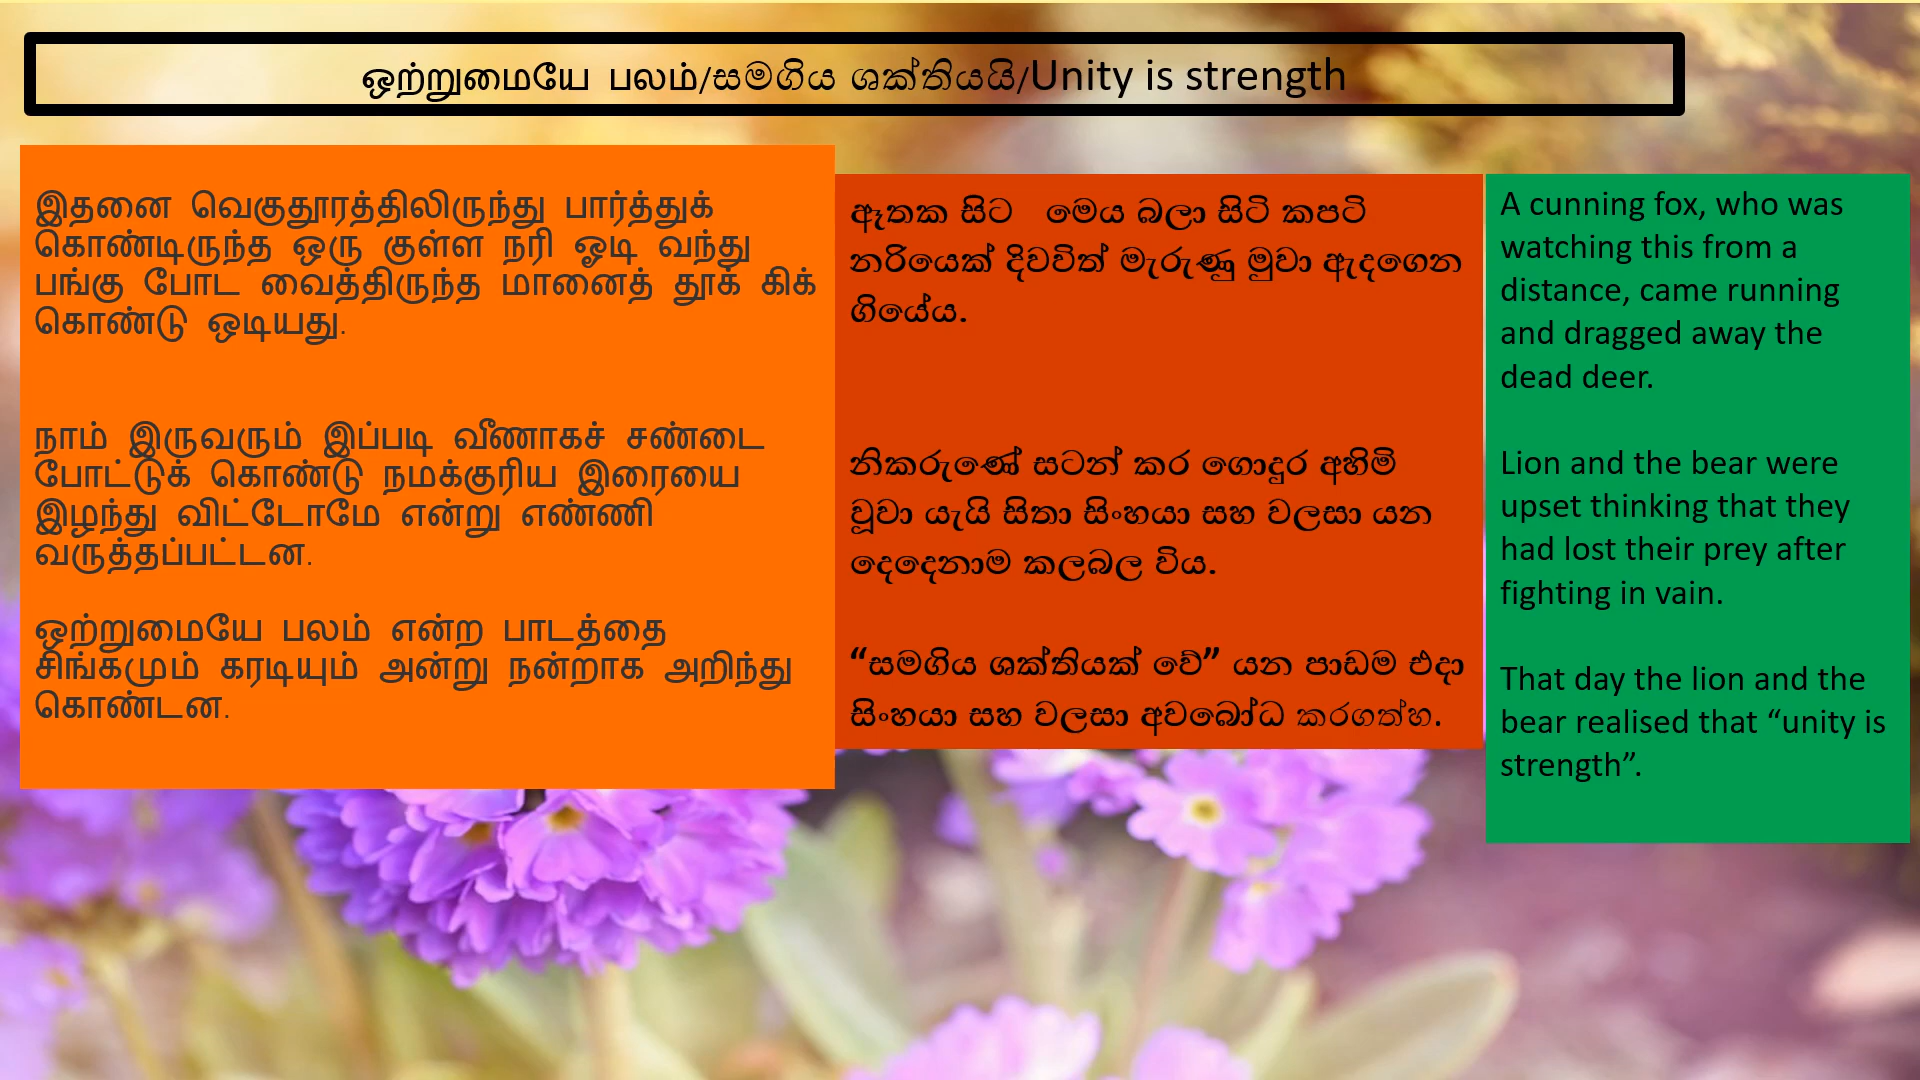 ஒற்றுமையே பலம்/සමගිය ශක්තියයි/Unity is strength
இதனை வெகுதூரத்திலிருந்து பார்த்துக்
கொண்டிருந்த ஒரு குள்ள நரி ஓடி வந்து
பங்கு போட வைத்திருந்த மானைத் தூக் கிக்
கொண்டு ஒடியது.
நாம் இருவரும் இப்படி வீணாகச் சண்டை
போட்டுக் கொண்டு நமக்குரிய இரையை
இழந்து விட்டோமே என்று எண்ணி
வருத்தப்பட்டன.
ஒற்றுமையே பலம் என்ற பாடத்தை
சிங்கமும் கரடியும் அன்று நன்றாக அறிந்து
கொண்டன.
ඈතක සිට මෙය බලා සිටි කපටි
නරියෙක් දිවවිත් මැරුණු මුවා ඇදගෙන
ගියේය.
නිකරුණේ සටන් කර ගොදුර අහිමි
වූවා යැයි සිතා සිංහයා සහ වලසා යන
දෙදෙනාම කලබල විය.
“සමගිය ශක්තියක් වේ” යන පාඩම එදා
සිංහයා සහ වලසා අවබෝධ කරගත්හ.
A cunning fox, who was
watching this from a
distance, came running
and dragged away the
dead deer.
Lion and the bear were
upset thinking that they
had lost their prey after
fighting in vain.
That day the lion and the
bear realised that “unity is
strength”.